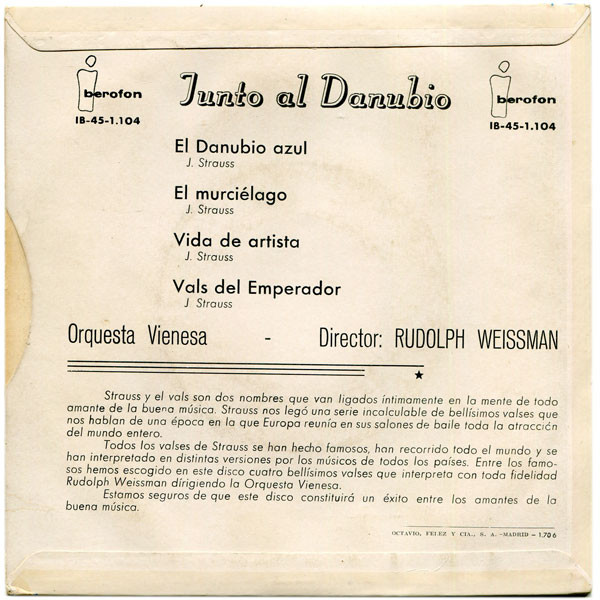 berofon
IB-45-1.104
Junto al Danubio
berofon
IB-45-1.104
El Danubio azul
J. Strauss
El murciélago
J. Strauss
Vida de artista
J. Strauss
Vals del Emperador
J Strauss
Orquesta Vienesa - Director: RUDOLPH WEISSMAN
Strauss y el vals son dos nombres que van ligados íntimamente en la mente de todo
amante de la buena música. Strauss nos legó una serie incalculable de bellísimos valses que
nos hablan de una época en la que Europa reunía en sus salones de baile toda la atracción
del mundo entero.
Todos los valses de Strauss se han hecho famosos, han recorrido todo el mundo y se
han interpretado en distintas versiones por los músicos de todos los países. Entre los famo-
sos hemos escogido en este disco cuatro bellísimos valses que interpreta con toda fidelidad
Rudolph Weissman dirigiendo la Orquesta Vienesa.
Estamos seguros de que este disco constituirá un éxito entre los amantes de la
buena música.
OCTAVIO, FELEZ Y CIA., S. A. -MADRID - 1.706